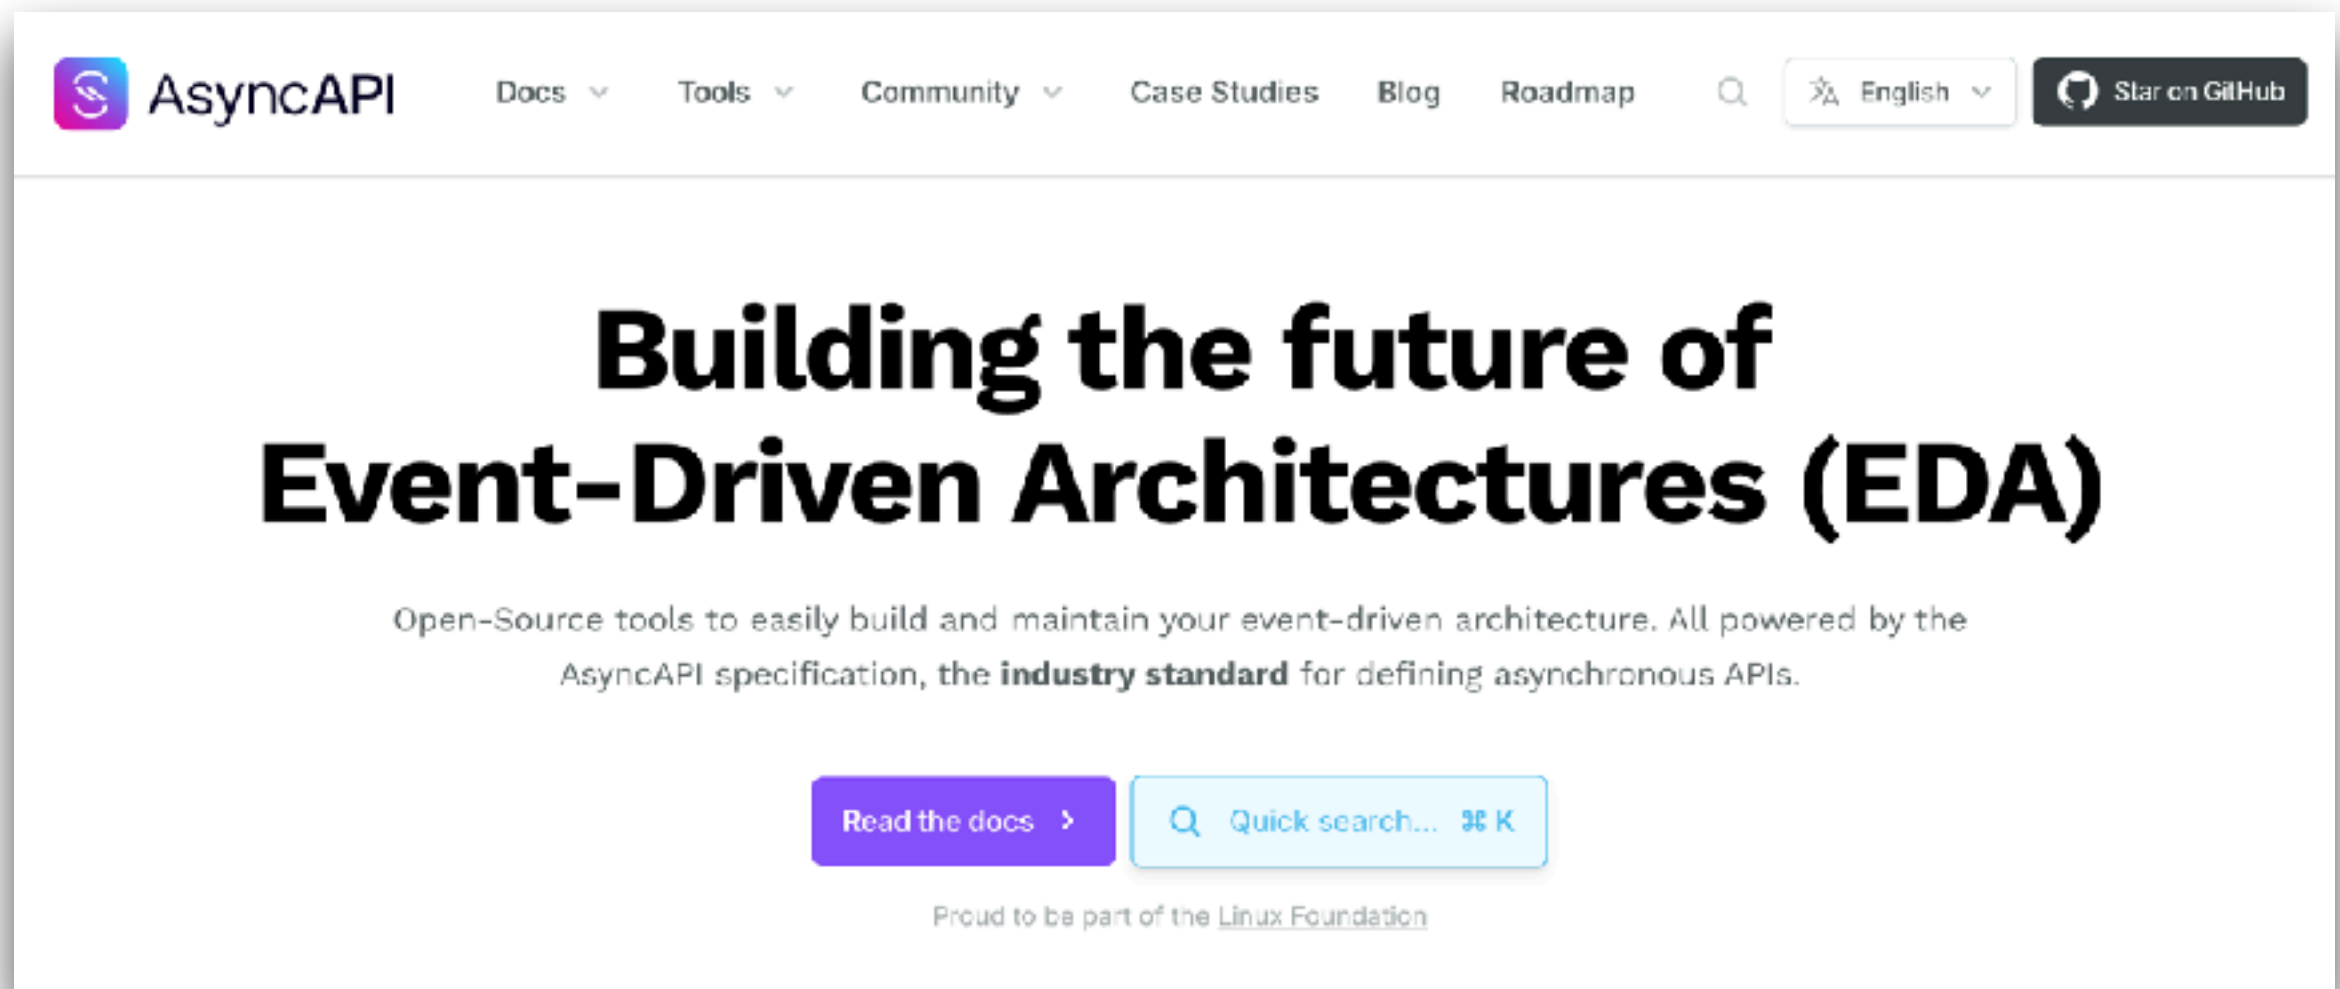 AsyncAPI Docs Tools Community Case Studies Blog Roadmap English Star on GitHub
Building the future of
Event-Driven Architectures (EDA)
Open-Source tools to easily build and maintain your event-driven architecture. All powered by the
AsyncAPI specification, the industry standard for defining asynchronous APIs.
Read the docs Quick search... ⌘ K
Proud to be part of the Linux Foundation